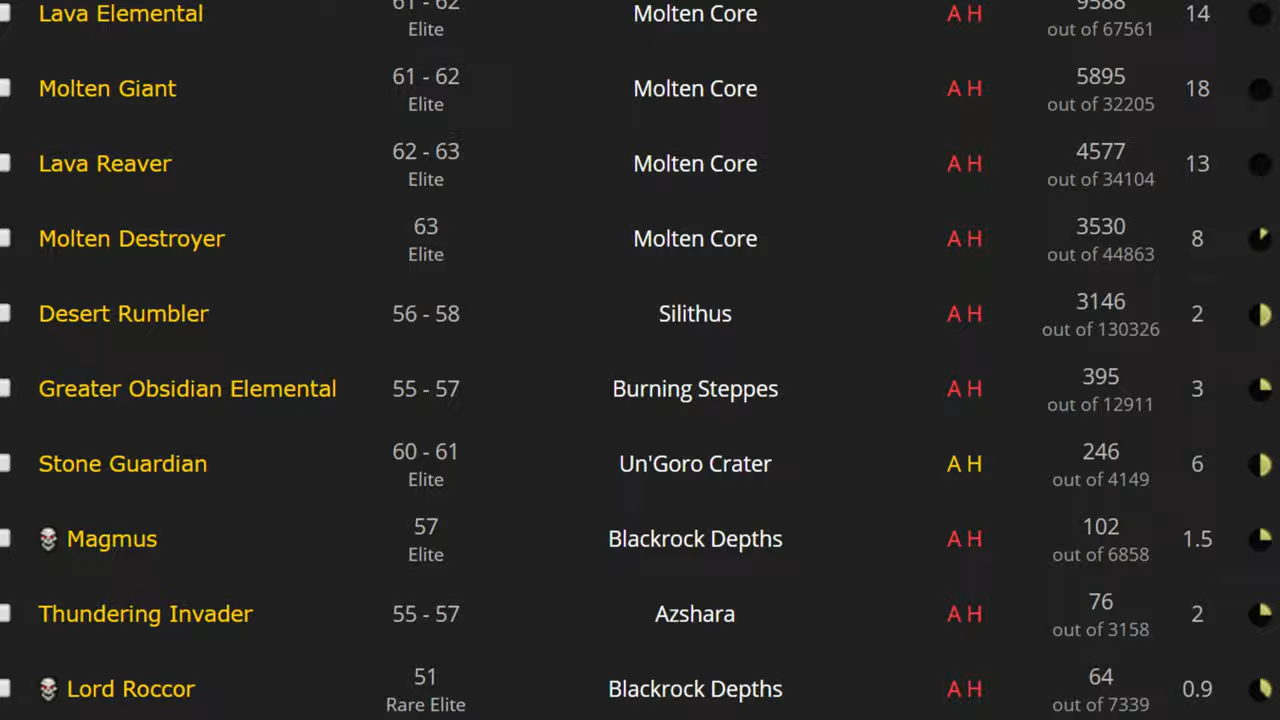 Lava Elemental 61 - 62 Molten Core A H 9588 14
Elite out of 67561
Molten Giant 61 - 62 Molten Core A H 5895 18
Elite out of 32205
Lava Reaver 62 - 63 Molten Core A H 4577 13
Elite out of 34104
Molten Destroyer 63 Molten Core A H 3530 8
Elite out of 44863
Desert Rumbler 56 - 58 Silithus A H 3146 2
out of 130326
Greater Obsidian Elemental 55 - 57 Burning Steppes A H 395 3
out of 12911
Stone Guardian 60 - 61 Un'Goro Crater A H 246 6
Elite out of 4149
Magmus 57 Blackrock Depths A H 102 1.5
Elite out of 6858
Thundering Invader 55 - 57 Azshara A H 76 2
out of 3158
Lord Roccor 51 Blackrock Depths A H 64 0.9
Rare Elite out of 7339